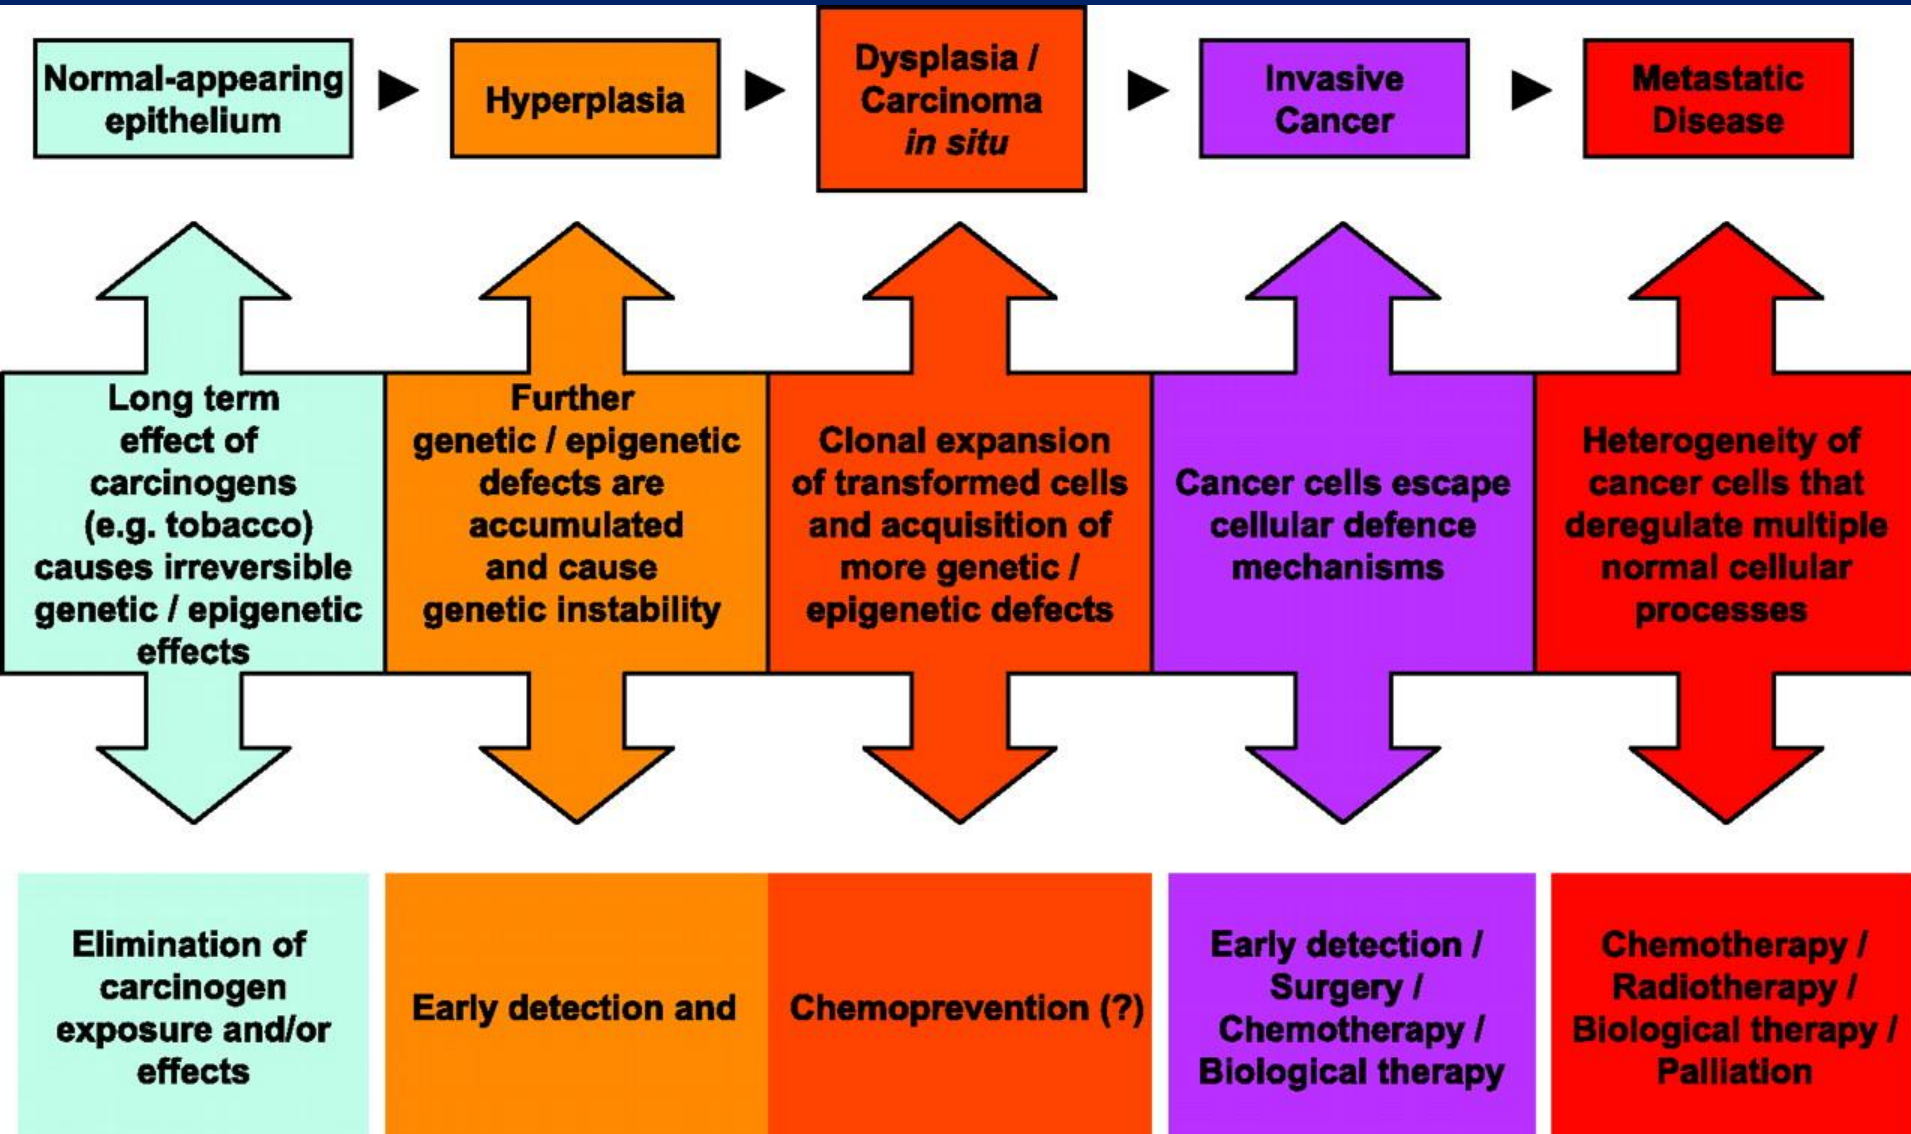 Normal-appearing
epithelium
Hyperplasia
Dysplasia /
Carcinoma
in situ
Invasive
Cancer
Metastatic
Disease
Long term
effect of
carcinogens
(e.g. tobacco)
causes irreversible
genetic / epigenetic
effects
Further
genetic / epigenetic
defects are
accumulated
and cause
genetic instability
Clonal expansion
of transformed cells
and acquisition of
more genetic /
epigenetic defects
Cancer cells escape
cellular defence
mechanisms
Heterogeneity of
cancer cells that
deregulate multiple
normal cellular
processes
Elimination of
carcinogen
exposure and/or
effects
Early detection and
Chemoprevention (?)
Early detection /
Surgery /
Chemotherapy /
Biological therapy
Chemotherapy /
Radiotherapy /
Biological therapy /
Palliation